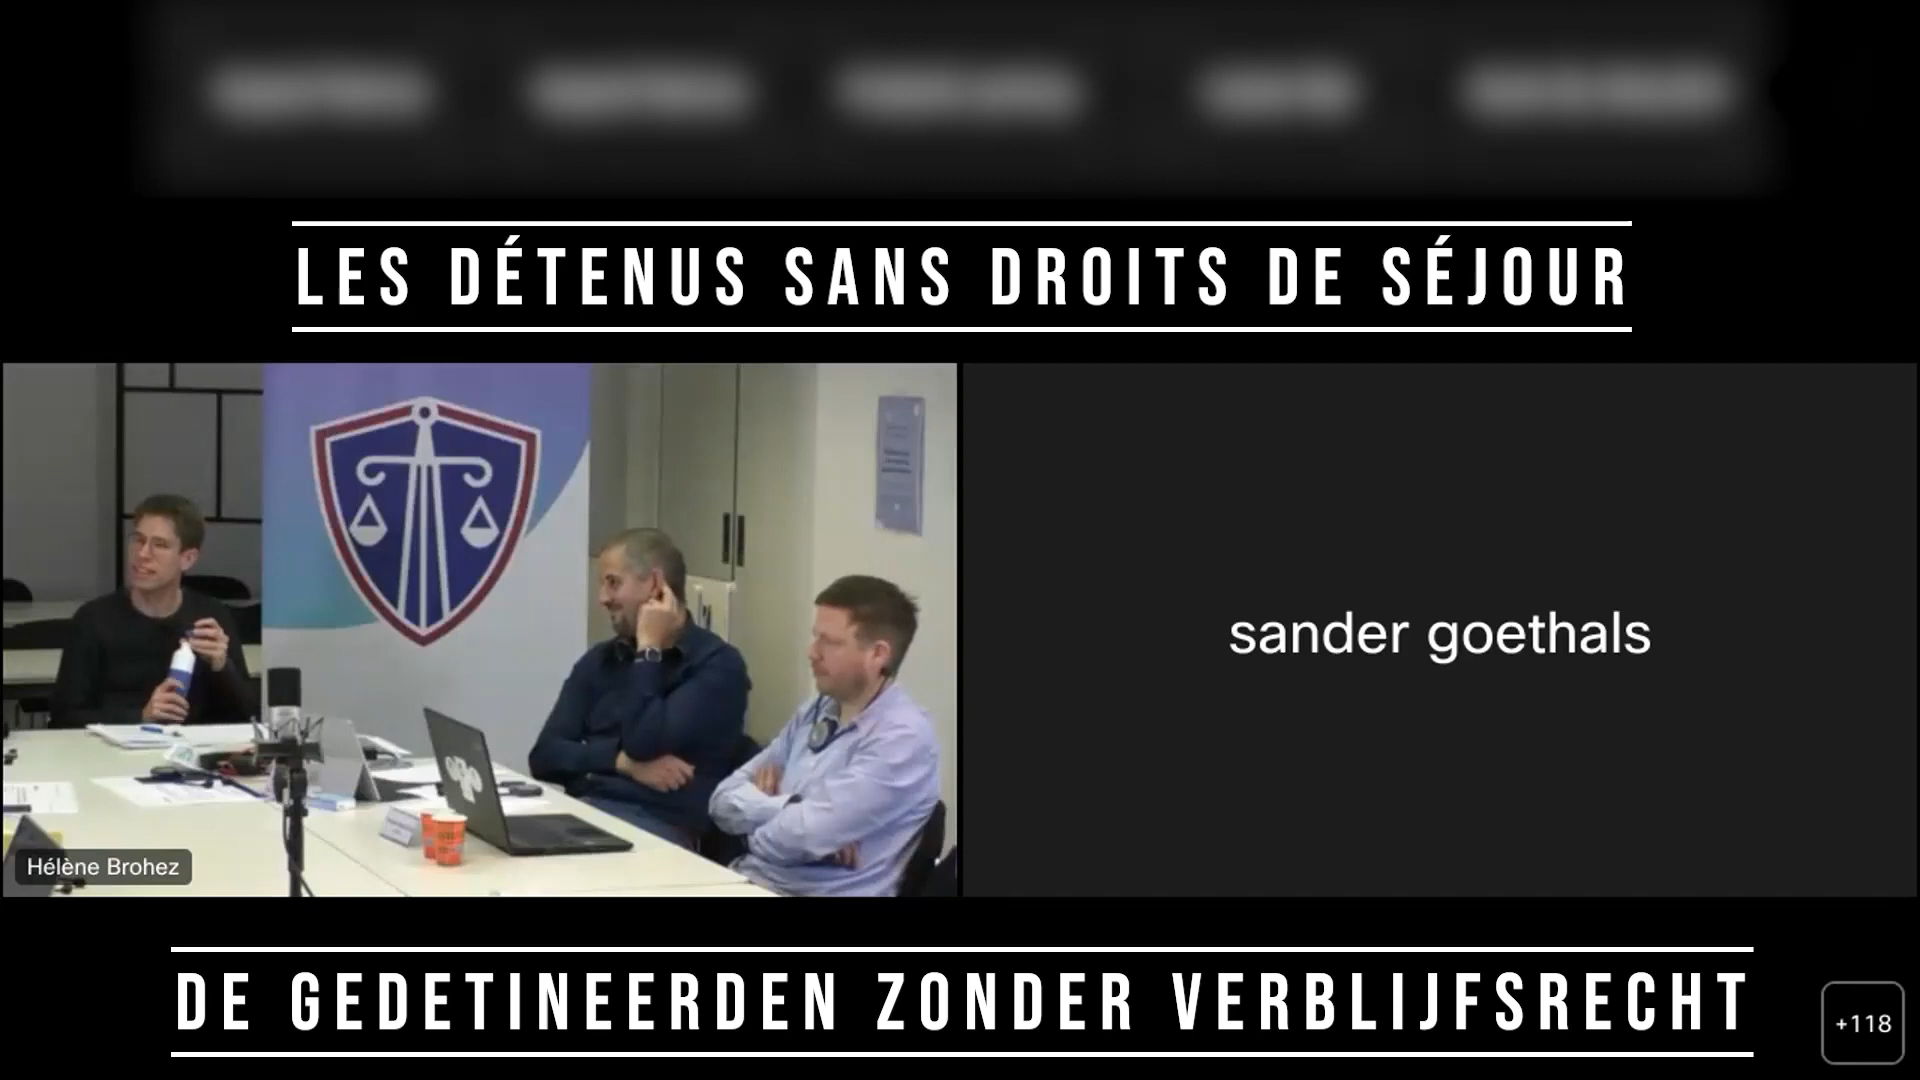 LES DÉTENUS SANS DROITS DE SÉJOUR
sander goethals
Hélène Brohez
DE GEDETINEERDEN ZONDER VERBLIJFSRECHT
+118